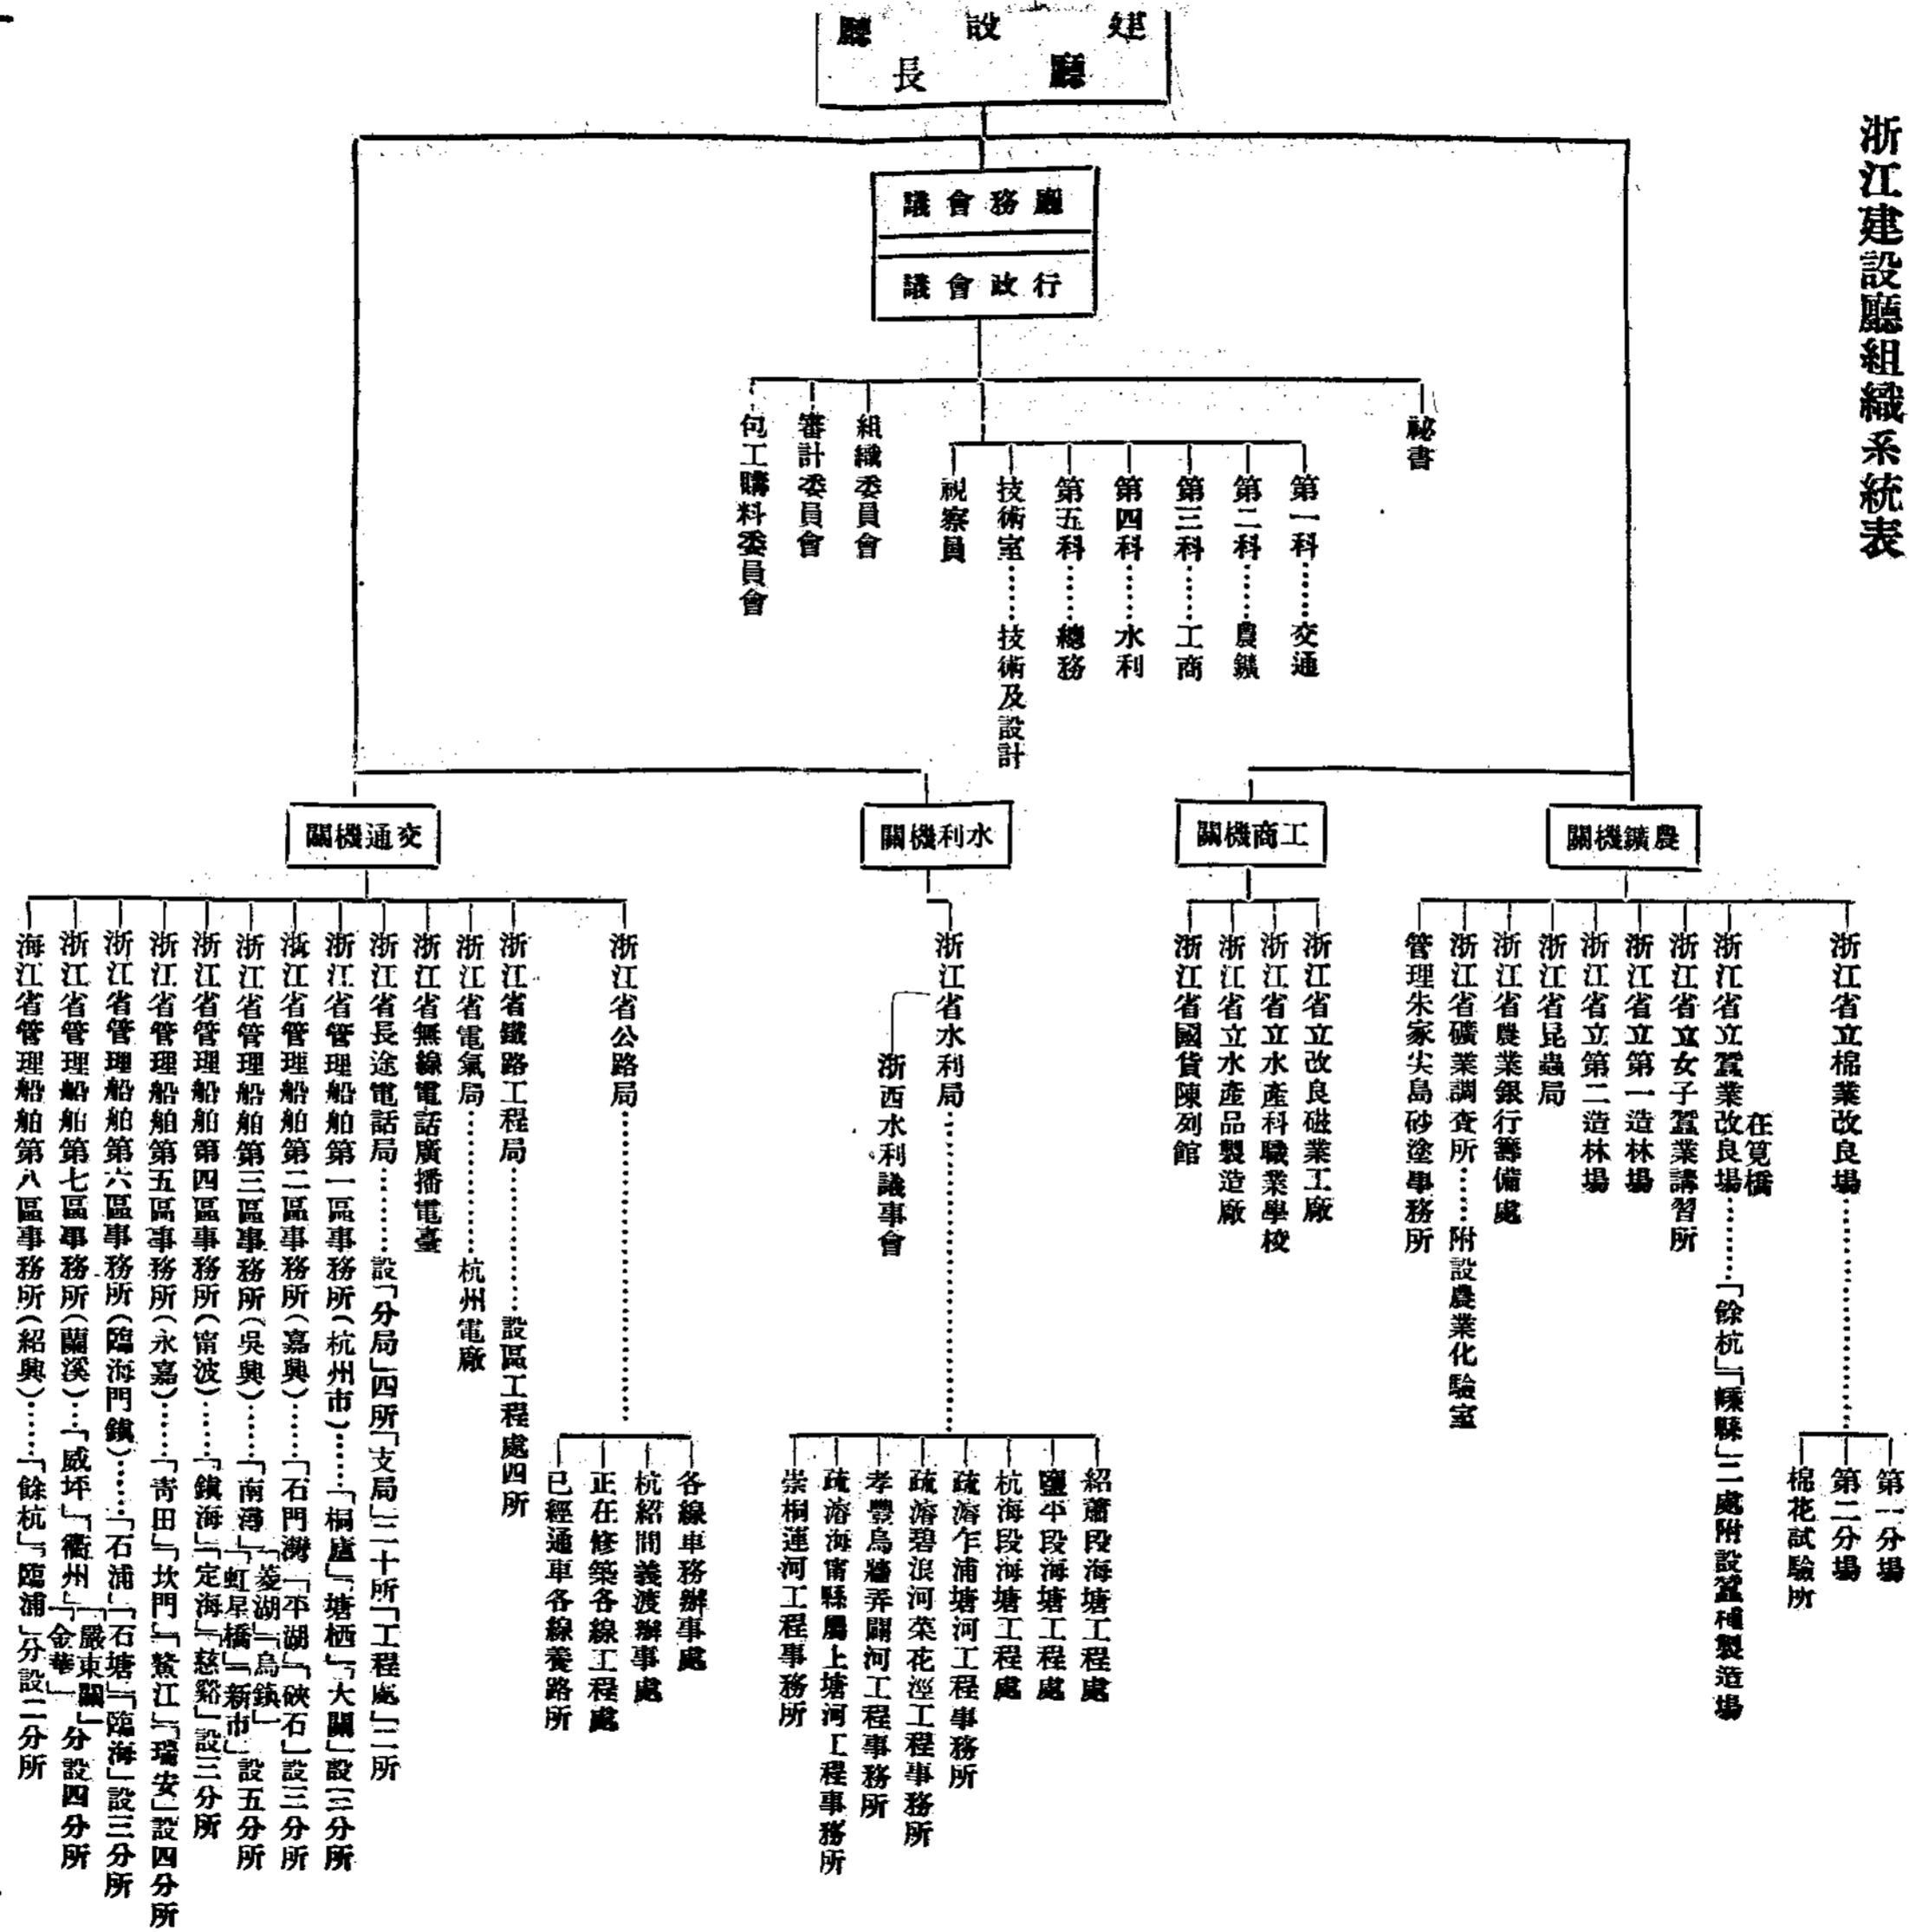 浙江建設廳組織系統表
建設廳
廳長
廳務會議
行政會議
祕書
第一科………交通
第二科………農鑛
第三科………工商
第四科………水利
第五科………總務
技術室………技術及設計
視察員
組織委員會
審計委員會
包工購料委員會
農鑛機關
浙江省立棉業改良場
第一分場
第二分場
棉花試驗所
在筧橋
浙江省立蠶業改良場………「餘杭」「嵊縣」二處附設蠶種製造場
浙江省立女子蠶業講習所
浙江省立第一造林場
浙江省立第二造林場
浙江省昆蟲局
浙江省農業銀行籌備處
浙江省礦業調查所………附設農業化驗室
管理朱家尖島砂塗事務所
工商機關
浙江省立改良磁業工廠
浙江省立水產科職業學校
浙江省立水產品製造廠
浙江省國貨陳列館
水利機關
浙江省水利局
浙西水利議事會
紹蕭段海塘工程處
鹽平段海塘工程處
杭海段海塘工程處
疏濬乍浦塘河工程事務所
疏濬碧浪河菜花涇工程事務所
孝豐烏牆弄闢河工程事務所
疏濬海甯縣屬上塘河工程事務所
崇桐蓮河工程事務所
交通機關
浙江省公路局
各線車務辦事處
杭紹間義渡辦事處
正在修築各線工程處
已經通車各線養路所
浙江省鐵路工程局………設區工程處四所
浙江省電氣局………杭州電廠
浙江省無線電話廣播電臺
浙江省長途電話局………設「分局」四所「支局」二十所「工程處」二所
浙江省管理船舶第一區事務所(杭州市)……「桐廬」「塘栖」「大關」設三分所
浙江省管理船舶第二區事務所(嘉興)……「石門灣」「平湖」「硤石」設三分所
浙江省管理船舶第三區事務所(吳興)……「南潯」「菱湖」「烏鎮」「虹星橋」「新市」設五分所
浙江省管理船舶第四區事務所(甯波)……「鎮海」「定海」「慈谿」設三分所
浙江省管理船舶第五區事務所(永嘉)……「靑田」「坎門」「鰲江」「瑞安」設四分所
浙江省管理船舶第六區事務所(臨海門鎮)……「石浦」「石塘」「臨海」設三分所
浙江省管理船舶第七區事務所(蘭溪)…「威坪」「衢州」「嚴東關」「金華」分設四分所
海江省管理船舶第八區事務所(紹興)……「餘杭」「臨浦」分設二分所